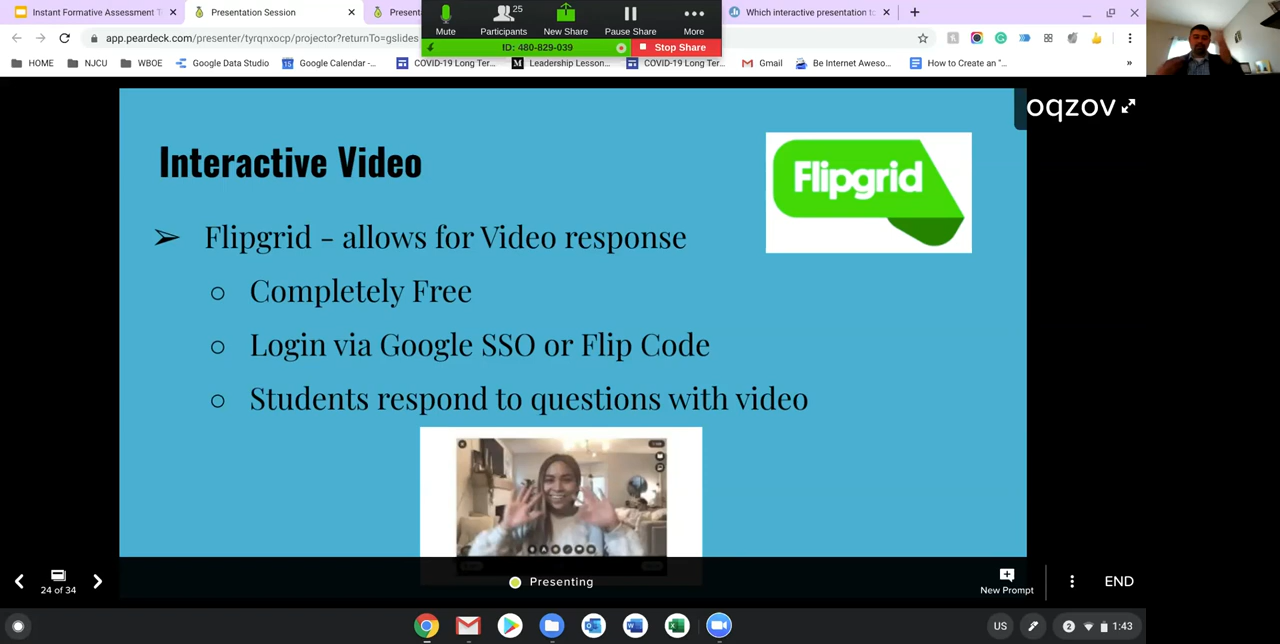 Instant Formative Assessment T
Presentation Session
Present
Which interactive presentation to
Mute
Participants
25
New Share
Pause Share
More
ID: 480-829-039
Stop Share
app.peardeck.com/presenter/tyrqnxocp/projector?returnTo=gslides
HOME
NJCU
WBOE
Google Data Studio
Google Calendar -...
COVID-19 Long Ter...
Leadership Lesson...
COVID-19 Long Ter...
Gmail
Be Internet Aweso...
How to Create an "...
»
oqzov
Interactive Video
Flipgrid
➢ Flipgrid - allows for Video response
○ Completely Free
○ Login via Google SSO or Flip Code
○ Students respond to questions with video
24 of 34
Presenting
New Prompt
END
US
2
1:43